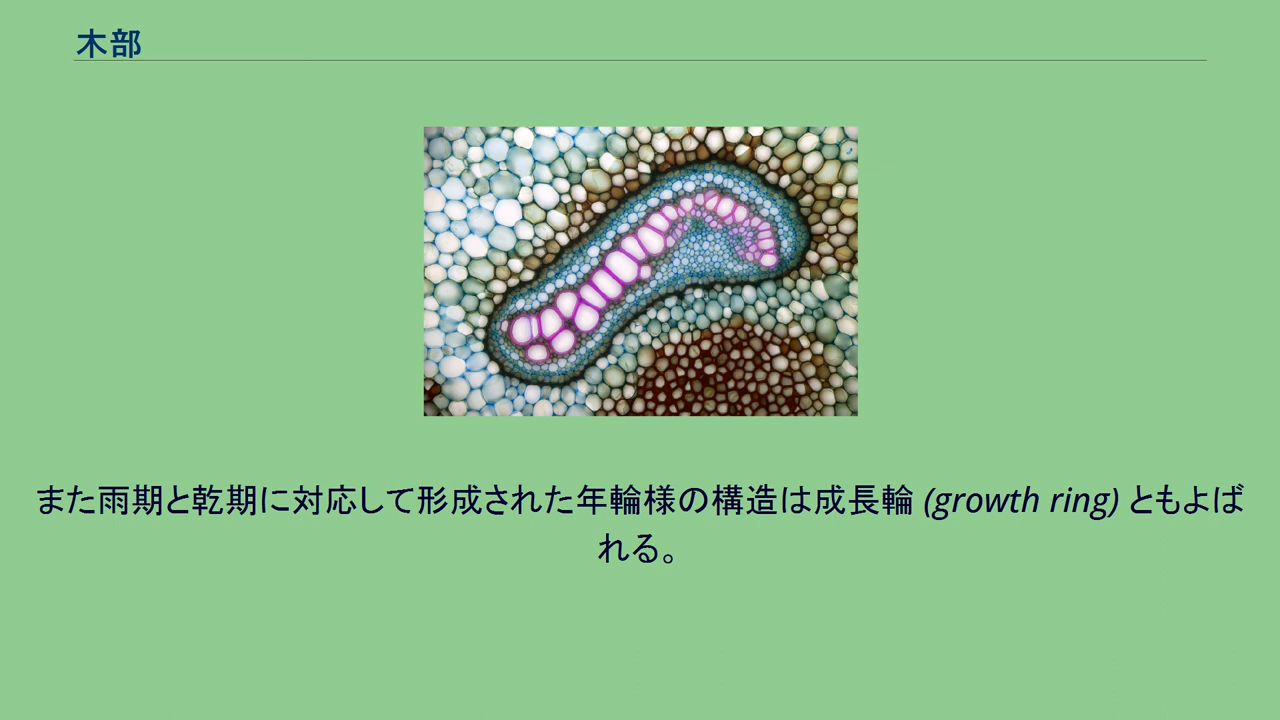 木部
また雨期と乾期に対応して形成された年輪様の構造は成長輪 (growth ring) ともよば
れる。